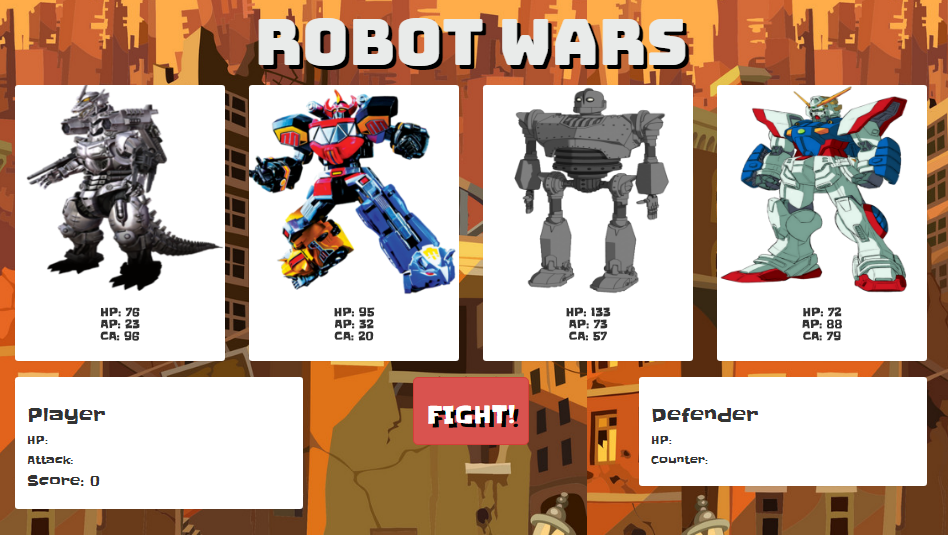 ROBOT WARS
HP: 76
AP: 23
CA: 96
HP: 95
AP: 32
CA: 20
HP: 133
AP: 73
CA: 57
HP: 72
AP: 88
CA: 79
Player
HP:
Attack:
Score: 0
FIGHT!
Defender
HP:
Counter: